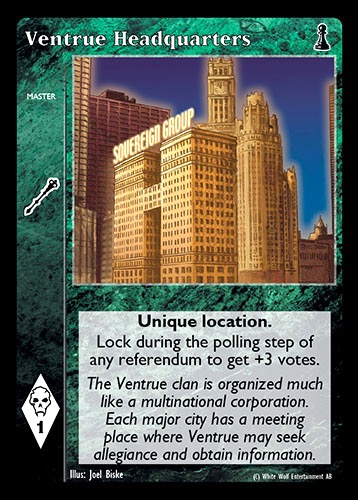 Ventrue Headquarters
MASTER
SOVEREIGN GROUP
Unique location.
Lock during the polling step of
any referendum to get +3 votes.
The Ventrue clan is organized much
like a multinational corporation.
Each major city has a meeting
place where Ventrue may seek
allegiance and obtain information.
1
Illus: Joel Biske
(C) White Wolf Entertainment AB